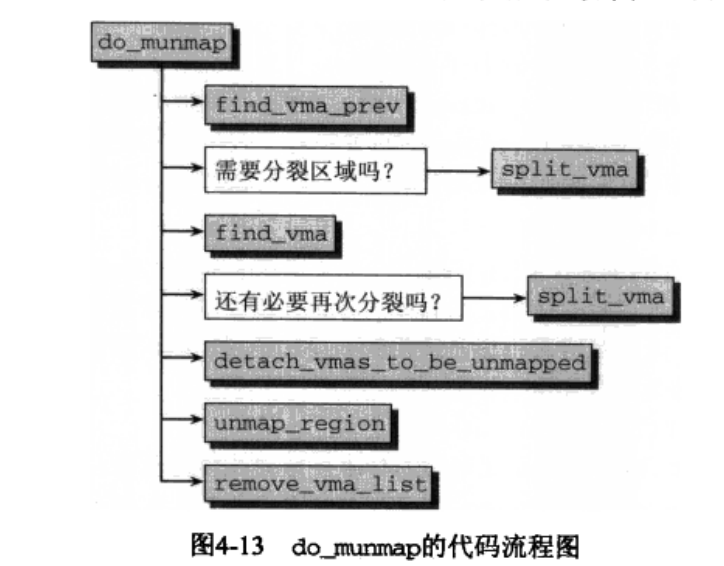 do_munmap
find_vma_prev
需要分裂区域吗?
split_vma
find_vma
还有必要再次分裂吗?
split_vma
detach_vmas_to_be_unmapped
unmap_region
remove_vma_list
图4-13 do_munmap的代码流程图